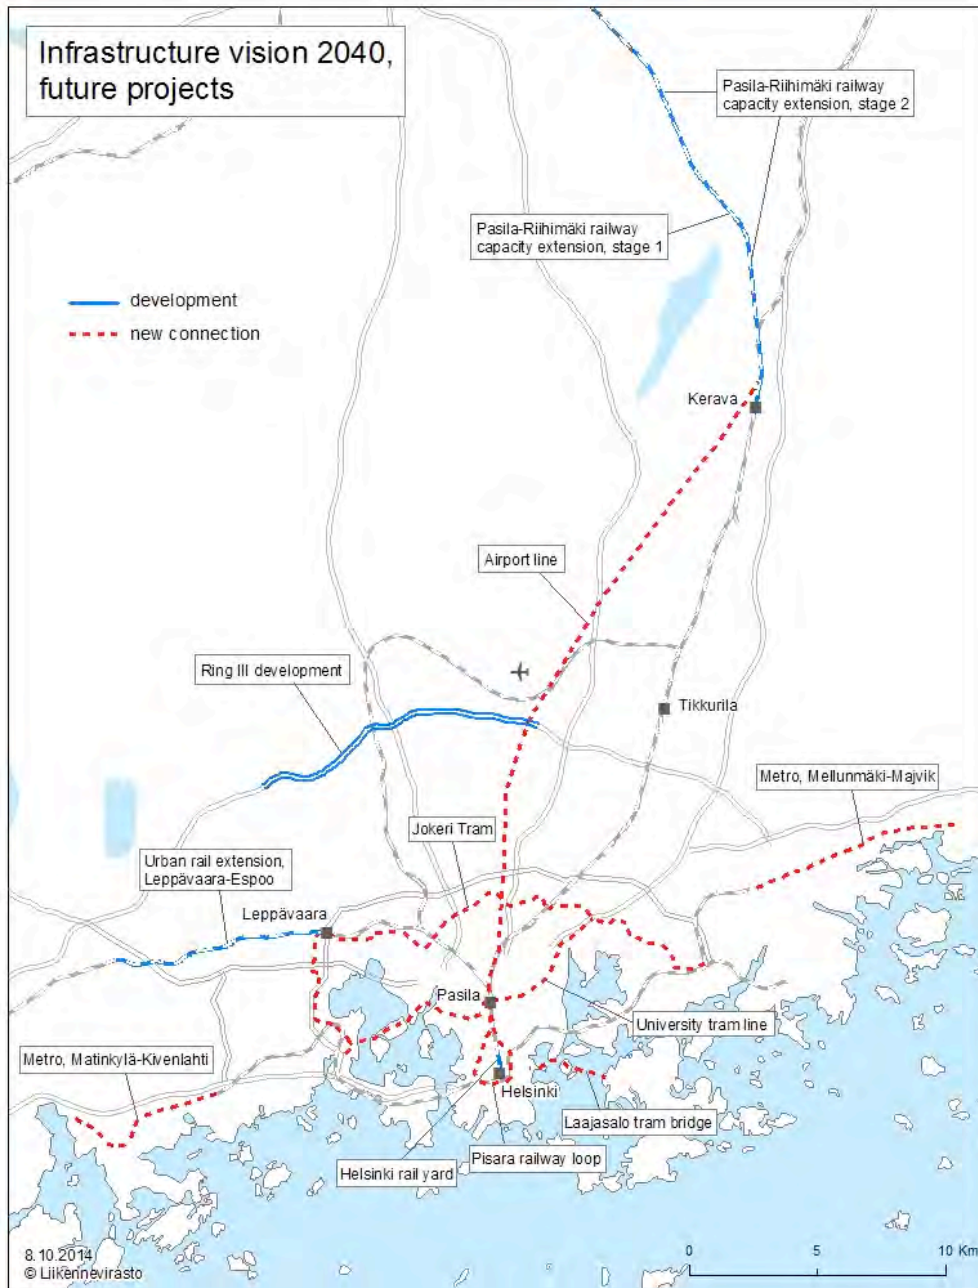 Infrastructure vision 2040,
future projects
Pasila-Riihimäki railway
capacity extension, stage 2
Pasila-Riihimäki railway
capacity extension, stage 1
development
new connection
Kerava
Airport line
Ring III development
Tikkurila
Metro, Mellunmäki-Majvik
Jokeri Tram
Urban rail extension,
Leppävaara-Espoo
Leppävaara
Pasila
University tram line
Metro, Matinkylä-Kivenlahti
Helsinki
Laajasalo tram bridge
Pisara railway loop
Helsinki rail yard
8.10.2014
© Liikennevirasto
0 5 10 Km